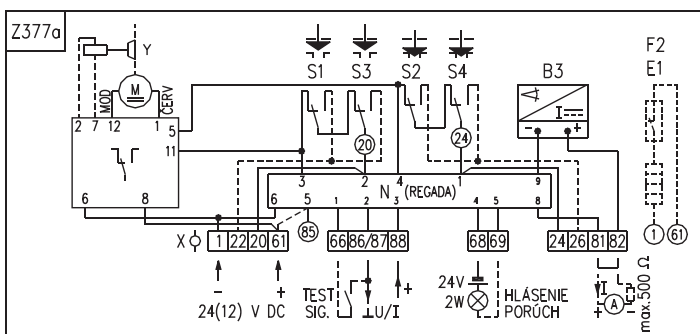 Z377a
S1 S3 S2 S4 B3 F2
E1
Y
M
MOD ČERV
2 7 12 1
5
11
6 8
20 24
I
- +
3 2 4 1 9
N (REGADA)
6 5 1 2 3 4 5 8
85
X 1 22 20 61 66 86/87 88 68 69 24 26 81 82
1 61
- +
24(12) V DC
TEST
SIG.
⊥U/I
+
24V
2W
HLÁSENIE
PORÚCH
I
+ A -
max.500 Ω